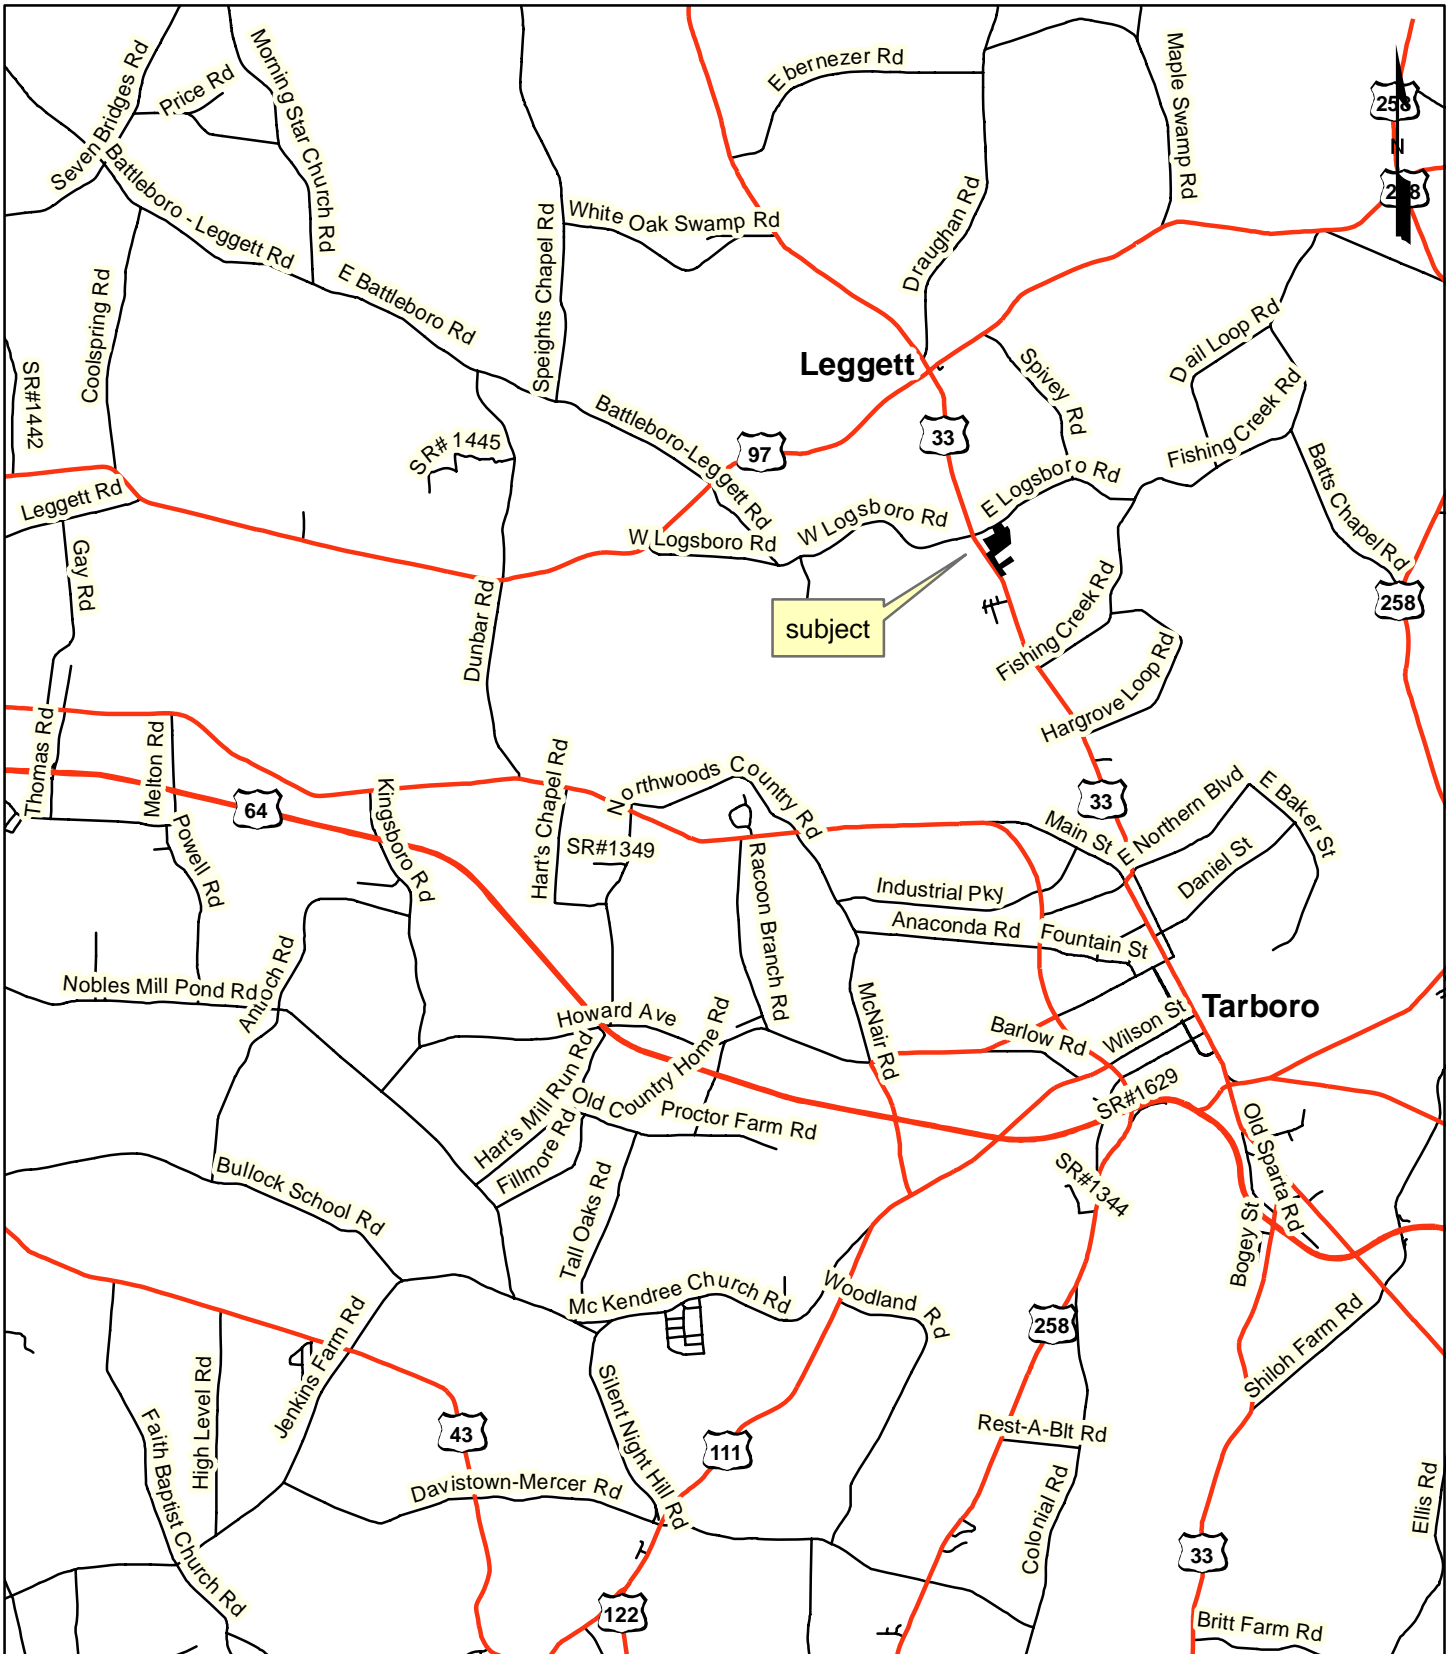 Seven Bridges Rd
Price Rd
Morning Star Church Rd
Ebernezer Rd
Maple Swamp Rd
258
N
Battleboro - Leggett Rd
White Oak Swamp Rd
Draughan Rd
Speights Chapel Rd
E Battleboro Rd
Coolspring Rd
SR#1442
Leggett
Spivey Rd
Dail Loop Rd
Fishing Creek Rd
Battleboro-Leggett Rd
97
33
SR# 1445
Batts Chapel Rd
Leggett Rd
E Logsboro Rd
W Logsboro Rd
W Logsboro Rd
Gay Rd
Dunbar Rd
subject
Fishing Creek Rd
258
Hargrove Loop Rd
Thomas Rd
Melton Rd
64
Powell Rd
Kingsboro Rd
Hart's Chapel Rd
Northwoods Country Rd
SR#1349
Racoon Branch Rd
33
Main St
E Northern Blvd
E Baker St
Daniel St
Industrial Pky
Anaconda Rd
Fountain St
Antioch Rd
Nobles Mill Pond Rd
Howard Ave
McNair Rd
Barlow Rd
Wilson St
Tarboro
Hart's Mill Run Rd
Old Country Home Rd
Proctor Farm Rd
Fillmore Rd
SR#1629
Old Sparta Rd
SR#1344
Bullock School Rd
Tall Oaks Rd
Bogey St
Mc Kendree Church Rd
Woodland Rd
258
Shiloh Farm Rd
Jenkins Farm Rd
High Level Rd
Faith Baptist Church Rd
43
Silent Night Hill Rd
111
Rest-A-Blt Rd
Davistown-Mercer Rd
Colonial Rd
Ellis Rd
33
122
Britt Farm Rd